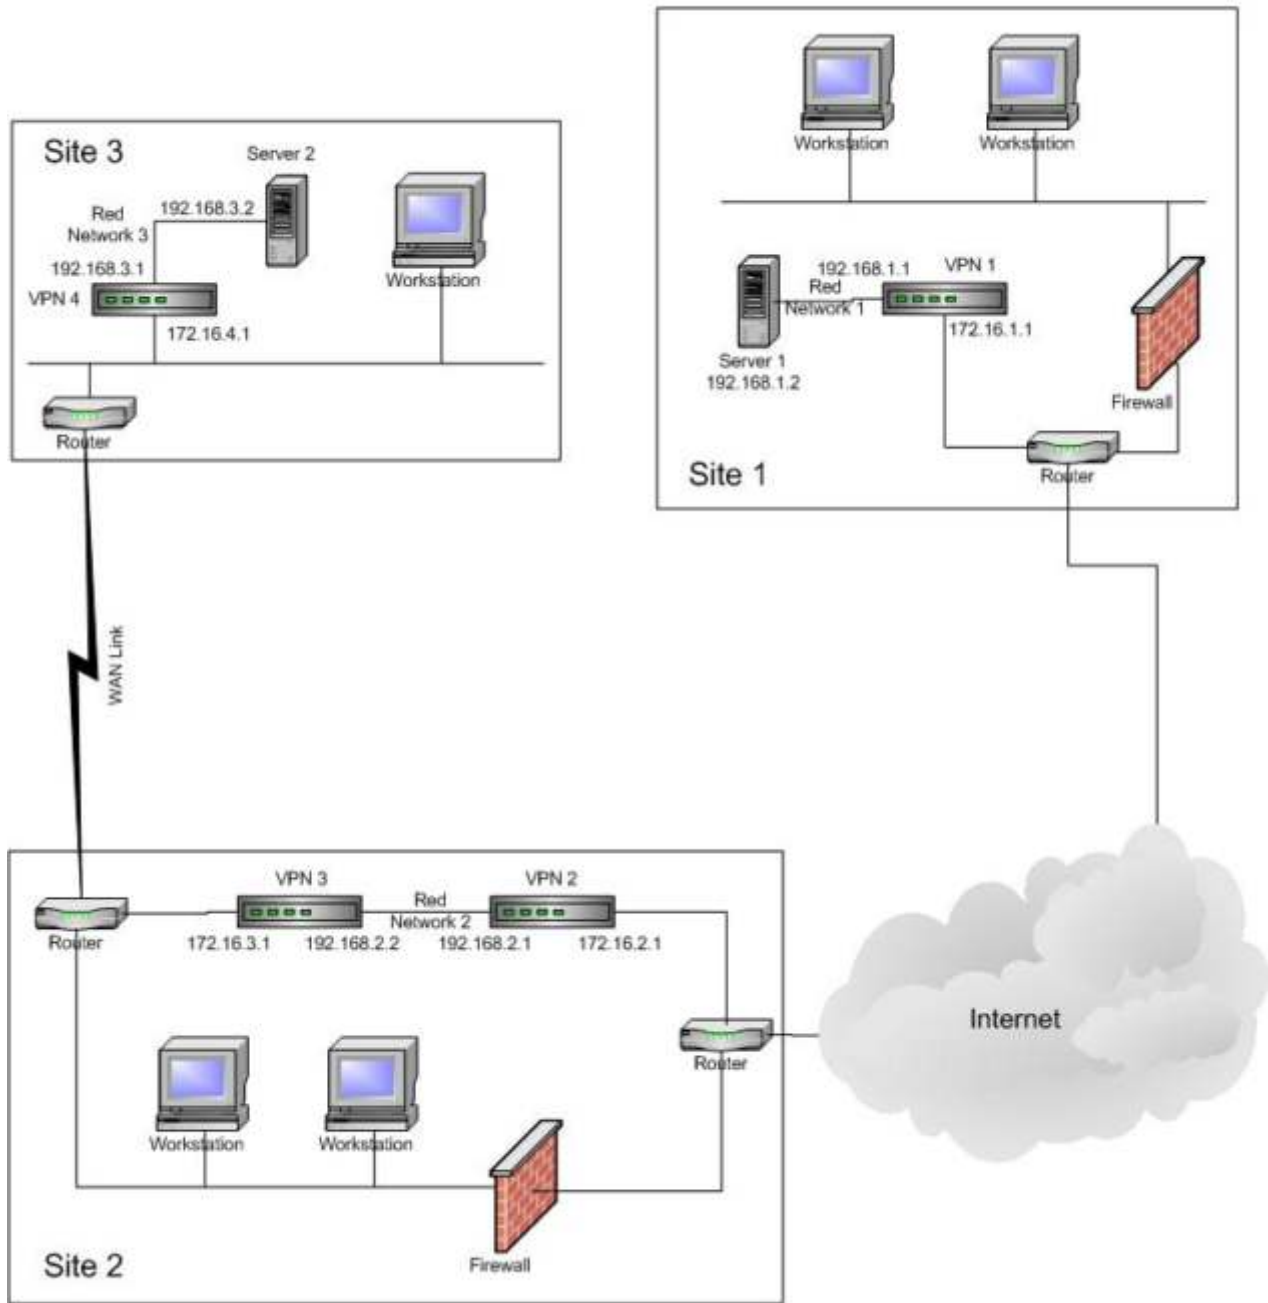 Workstation
Workstation
192.168.1.1
VPN 1
Red
Network 1
172.16.1.1
Server 1
192.168.1.2
Firewall
Router
Site 1
Site 3
Server 2
Red
Network 3
192.168.3.2
192.168.3.1
VPN 4
172.16.4.1
Workstation
Router
WAN Link
VPN 3
Red
Network 2
VPN 2
Router
172.16.3.1
192.168.2.2
192.168.2.1
172.16.2.1
Router
Workstation
Workstation
Firewall
Site 2
Internet